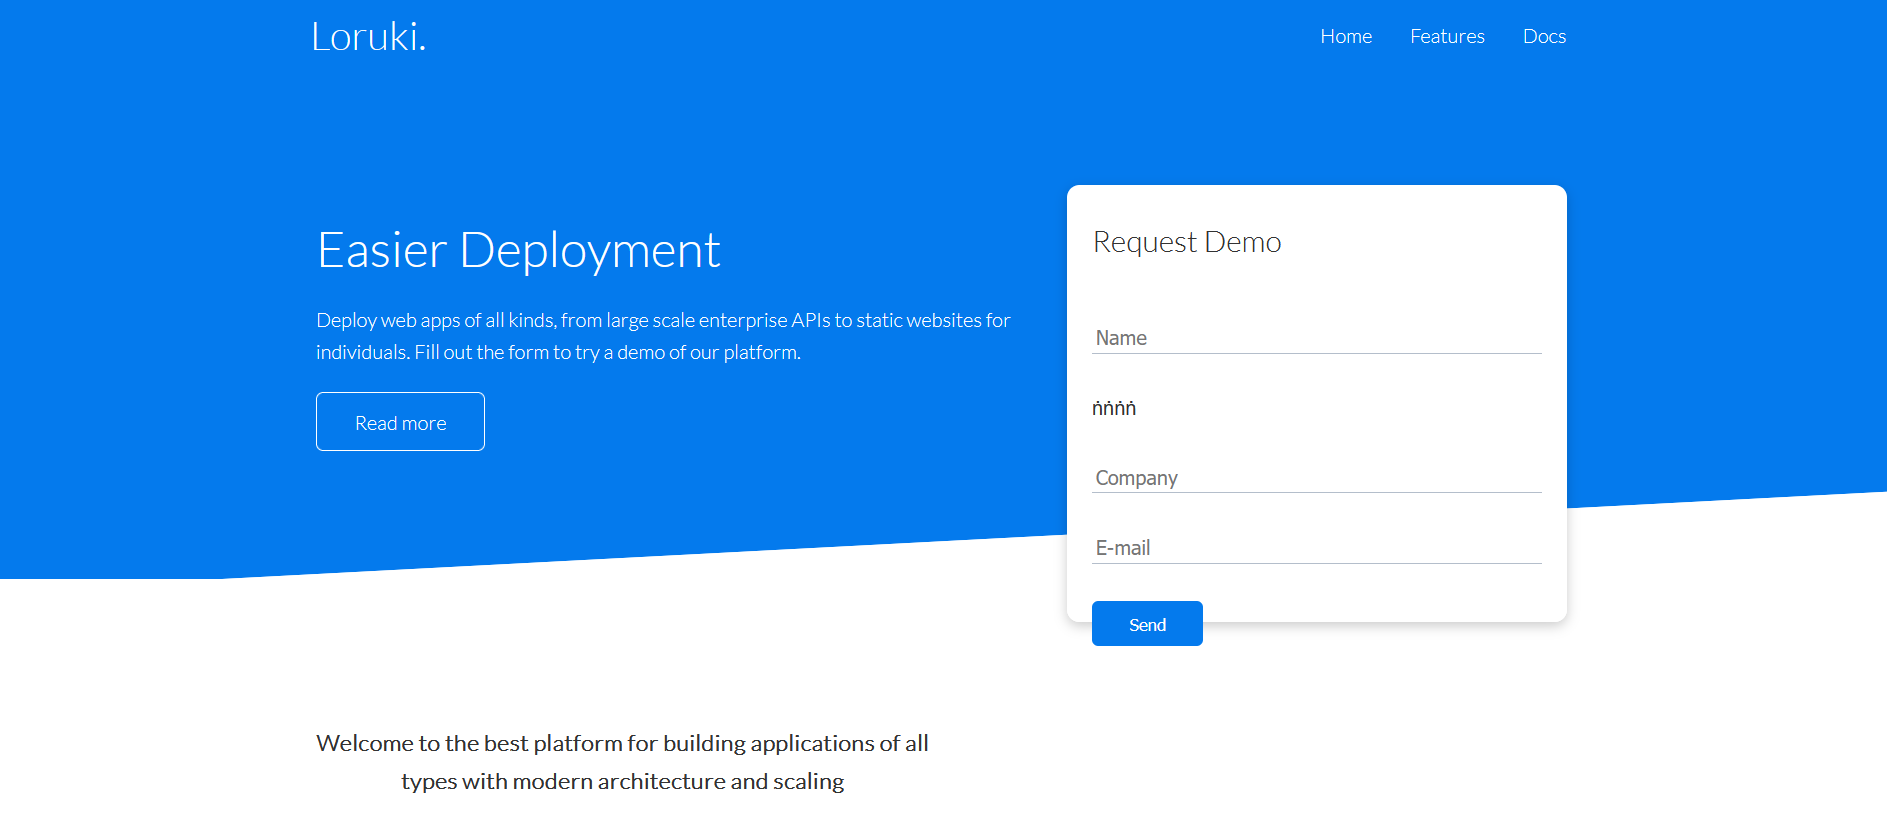 Loruki.
Home Features Docs
Easier Deployment
Deploy web apps of all kinds, from large scale enterprise APIs to static websites for
individuals. Fill out the form to try a demo of our platform.
Read more
Request Demo
Name
ṅṅṅṅ
Company
E-mail
Send
Welcome to the best platform for building applications of all
types with modern architecture and scaling